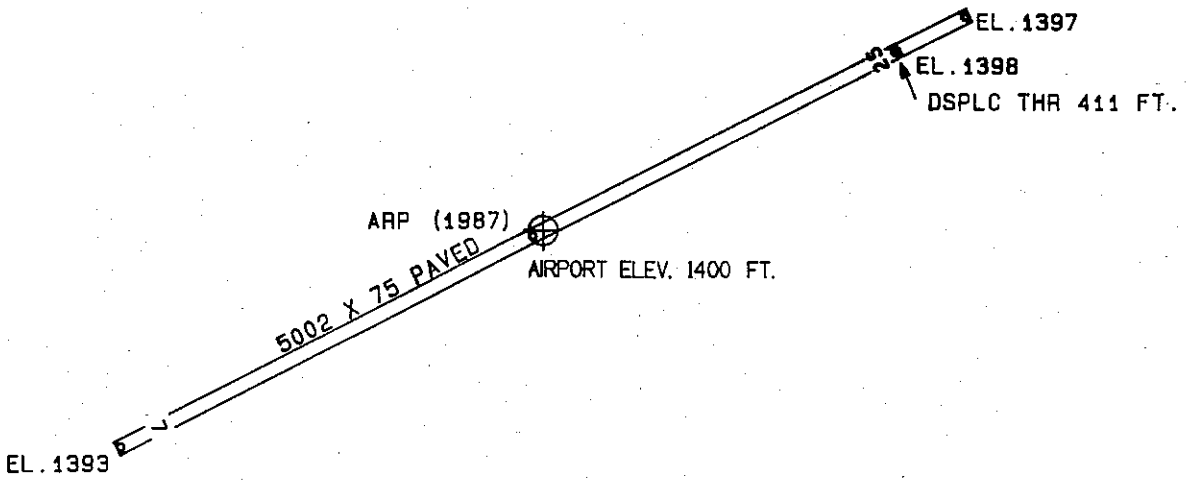 EL.1397
25
EL.1398
DSPLC THR 411 FT.
ARP (1987)
AIRPORT ELEV. 1400 FT.
5002 X 75 PAVED
7
EL.1393